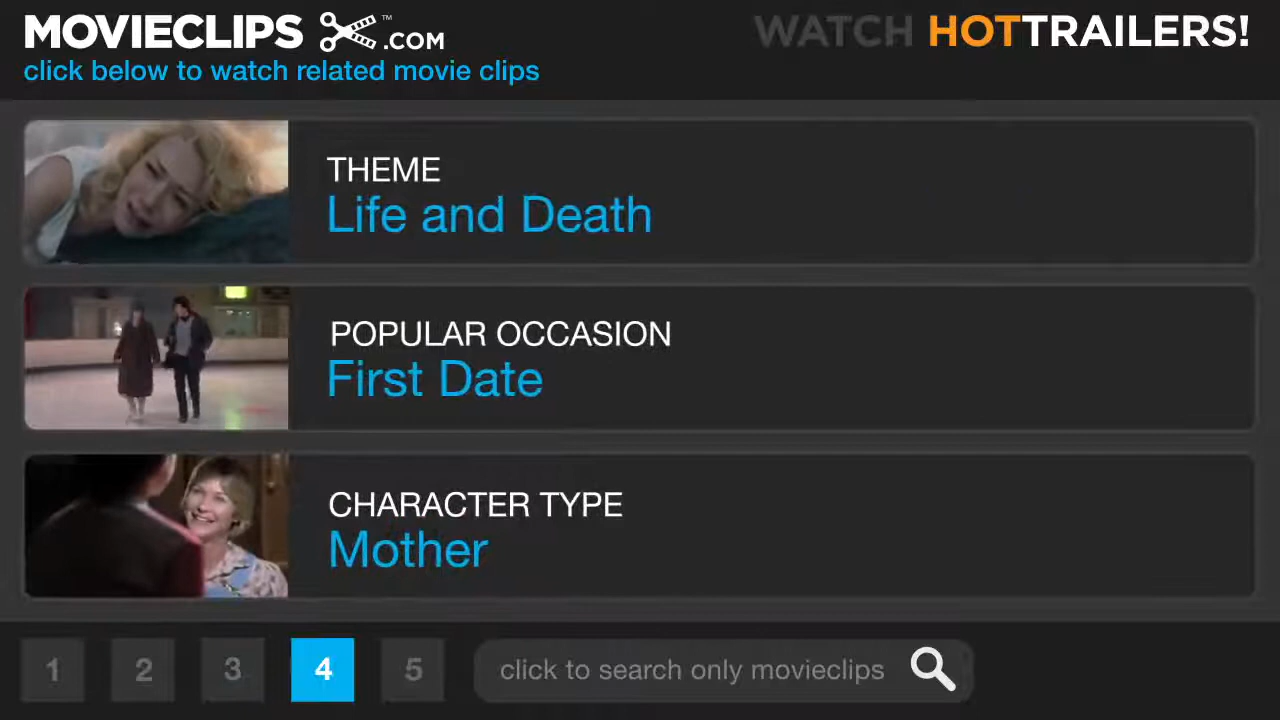 MOVIECLIPS ™.COM
WATCH HOTTRAILERS!
click below to watch related movie clips
THEME
Life and Death
POPULAR OCCASION
First Date
CHARACTER TYPE
Mother
1 2 3 4 5 click to search only movieclips